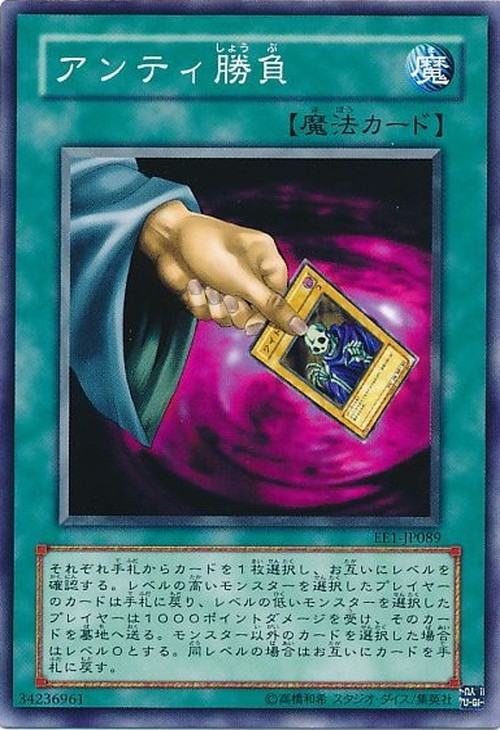 アンティ勝負
【魔法カード】
EE1-JP089
それぞれ手札からカードを1枚選択し、お互いにレベルを
確認する。レベルの高いモンスターを選択したプレイヤー
のカードは手札に戻り、レベルの低いモンスターを選択した
プレイヤーは1000ポイントダメージを受け、そのカー
ドを墓地へ送る。モンスター以外のカードを選択した場合
はレベル0とする。同レベルの場合はお互いにカードを手
札に戻す。
34236961
©高橋和希 スタジオ・ダイス/集英社